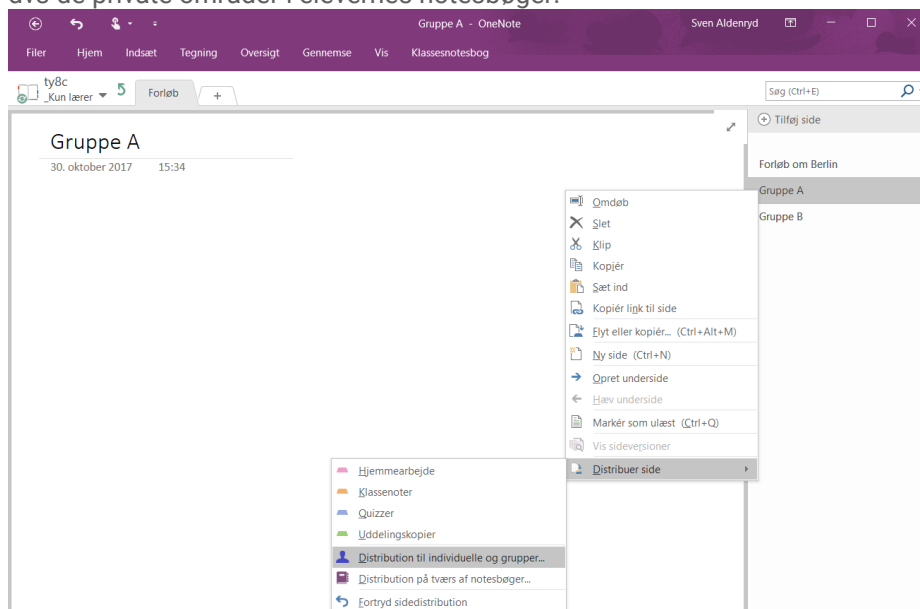 dvs de private områder i elevernes notesbøger.
Gruppe A - OneNote
Sven Aldenryd
Filer Hjem Indsæt Tegning Oversigt Gennemse Vis Klassenotesbog
ty8c
_Kun lærer
Forløb
+
Søg (Ctrl+E)
Tilføj side
Gruppe A
30. oktober 2017 15:34
Forløb om Berlin
Gruppe A
Gruppe B
Omdøb
Slet
Klip
Kopiér
Sæt ind
Kopiér link til side
Flyt eller kopiér... (Ctrl+Alt+M)
Ny side (Ctrl+N)
Opret underside
Hæv underside
Markér som ulæst (Ctrl+Q)
Vis sideversioner
Distribuer side
Hjemmearbejde
Klassenoter
Quizzer
Uddelingskopier
Distribution til individuelle og grupper...
Distribution på tværs af notesbøger...
Fortryd sidedistribution